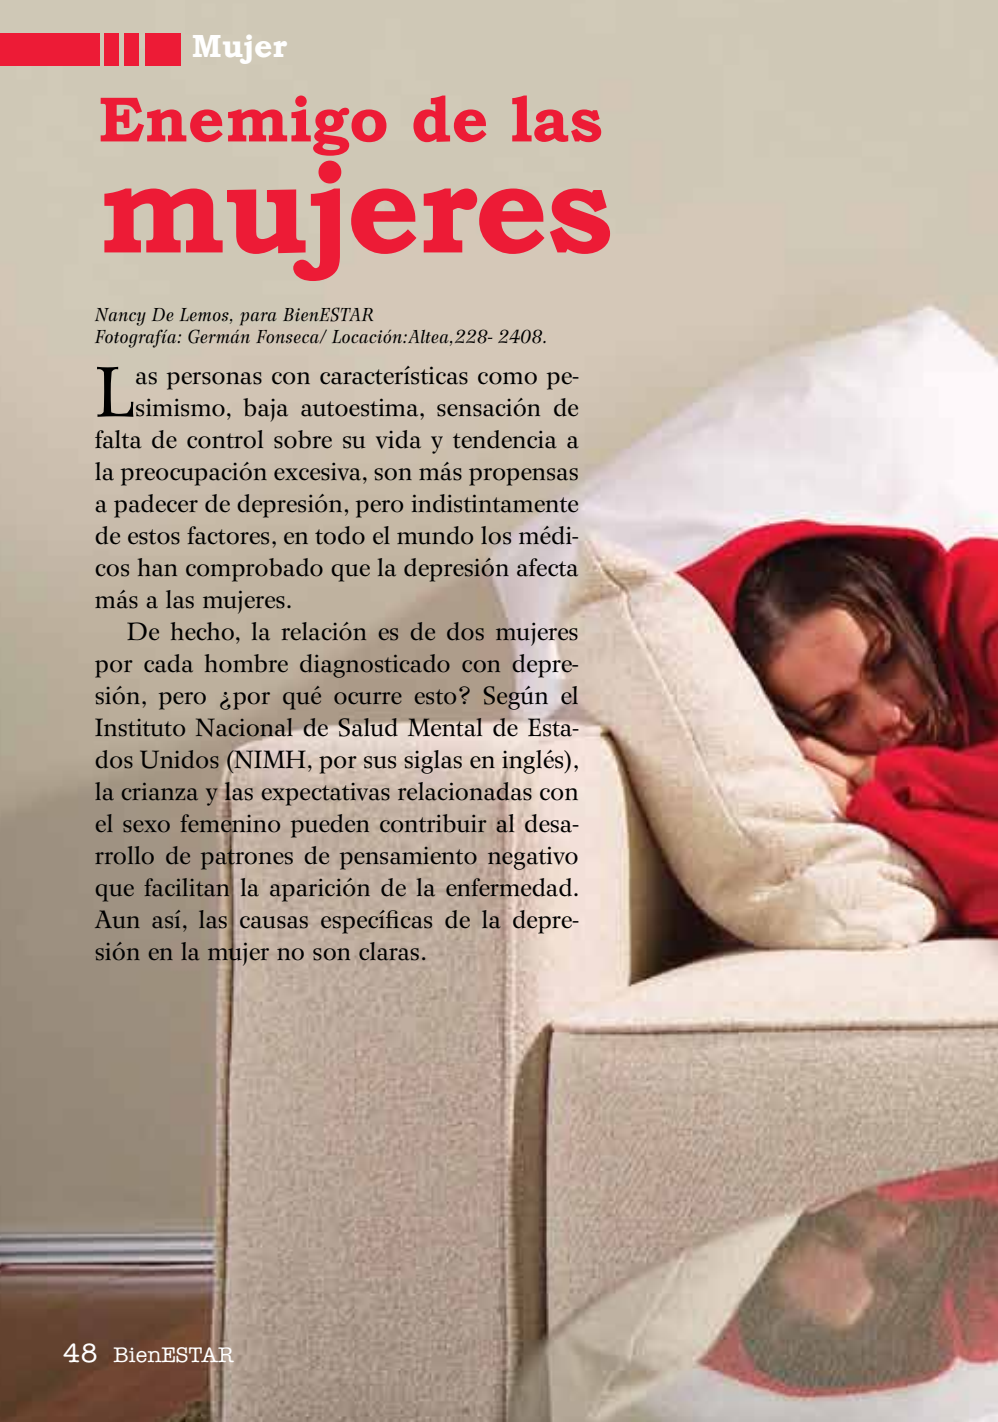 Mujer
Enemigo de las
mujeres
Nancy De Lemos, para BienESTAR
Fotografía: Germán Fonseca/ Locación:Altea,228- 2408.
Las personas con características como pe-
simismo, baja autoestima, sensación de
falta de control sobre su vida y tendencia a
la preocupación excesiva, son más propensas
a padecer de depresión, pero indistintamente
de estos factores, en todo el mundo los médi-
cos han comprobado que la depresión afecta
más a las mujeres.
De hecho, la relación es de dos mujeres
por cada hombre diagnosticado con depre-
sión, pero ¿por qué ocurre esto? Según el
Instituto Nacional de Salud Mental de Esta-
dos Unidos (NIMH, por sus siglas en inglés),
la crianza y las expectativas relacionadas con
el sexo femenino pueden contribuir al desa-
rrollo de patrones de pensamiento negativo
que facilitan la aparición de la enfermedad.
Aun así, las causas específicas de la depre-
sión en la mujer no son claras.
48 BienESTAR